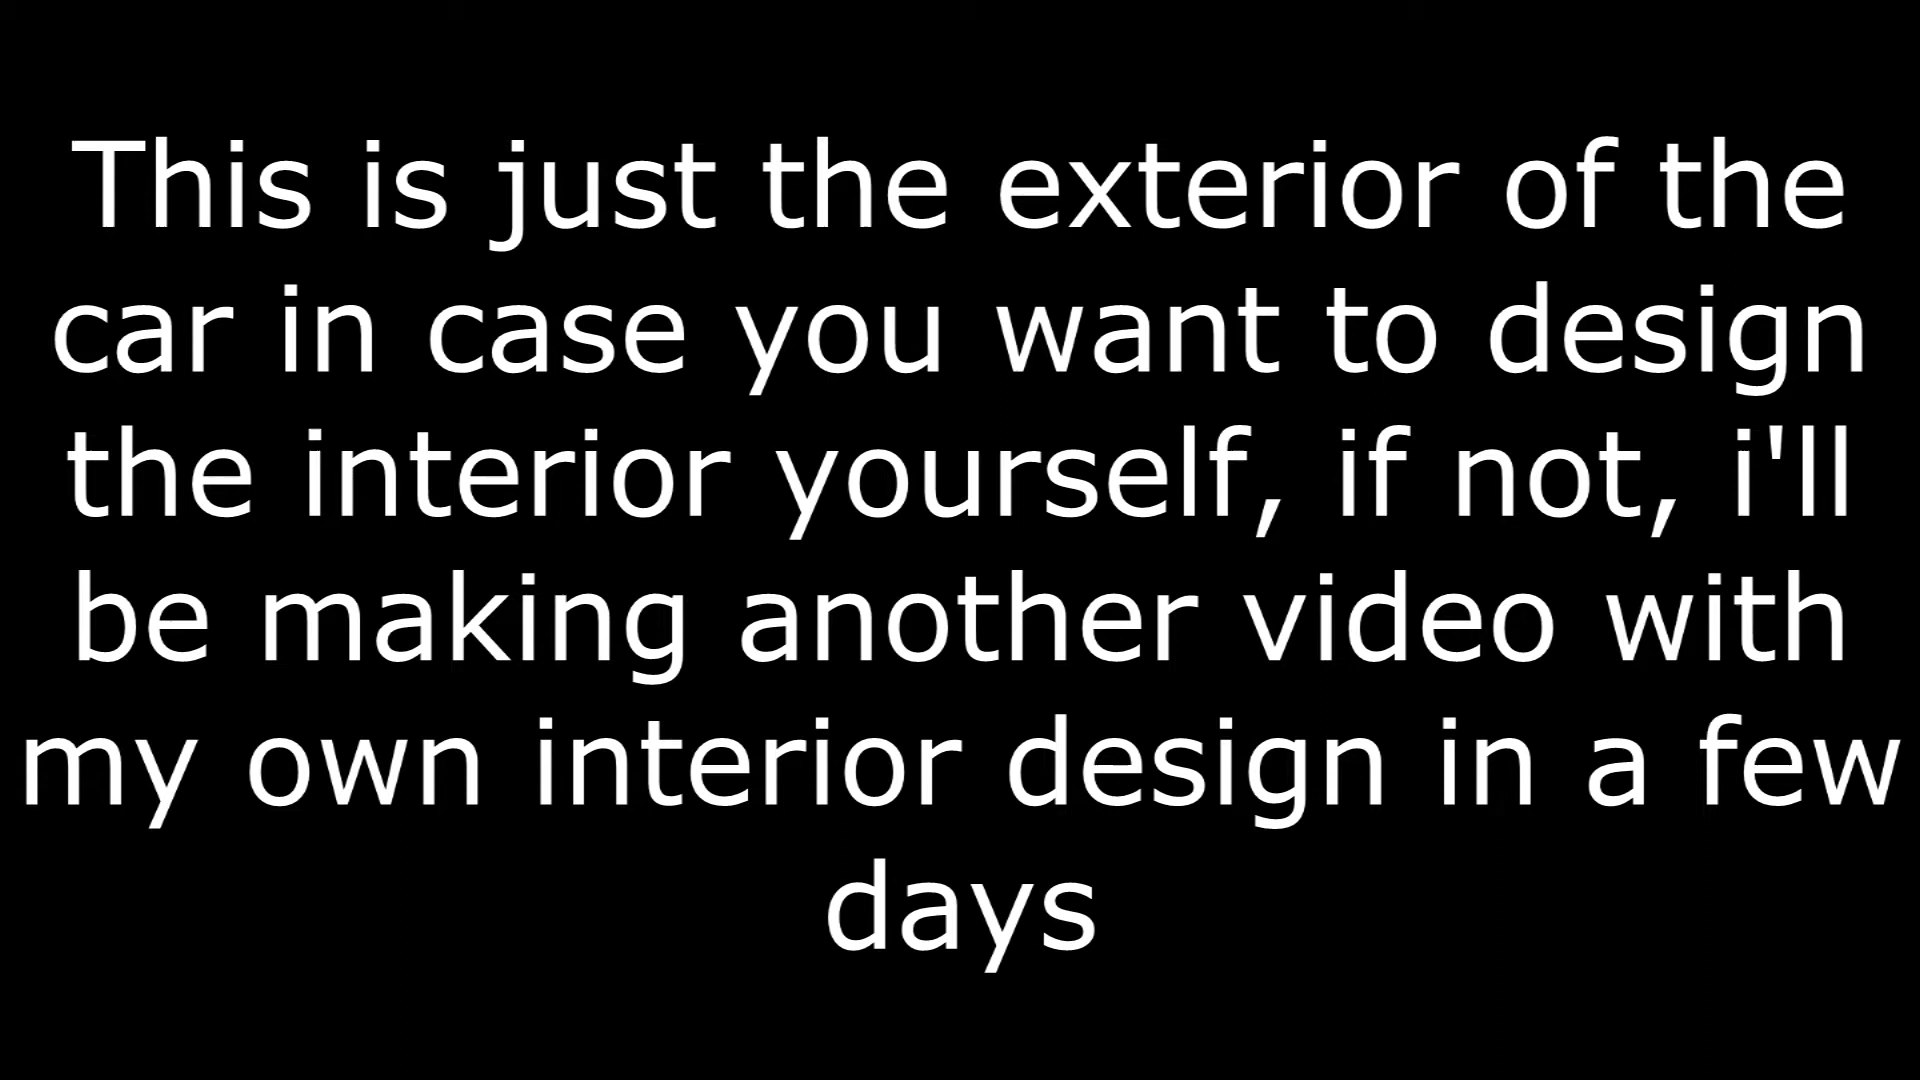 This is just the exterior of the
car in case you want to design
the interior yourself, if not, i'll
be making another video with
my own interior design in a few
days